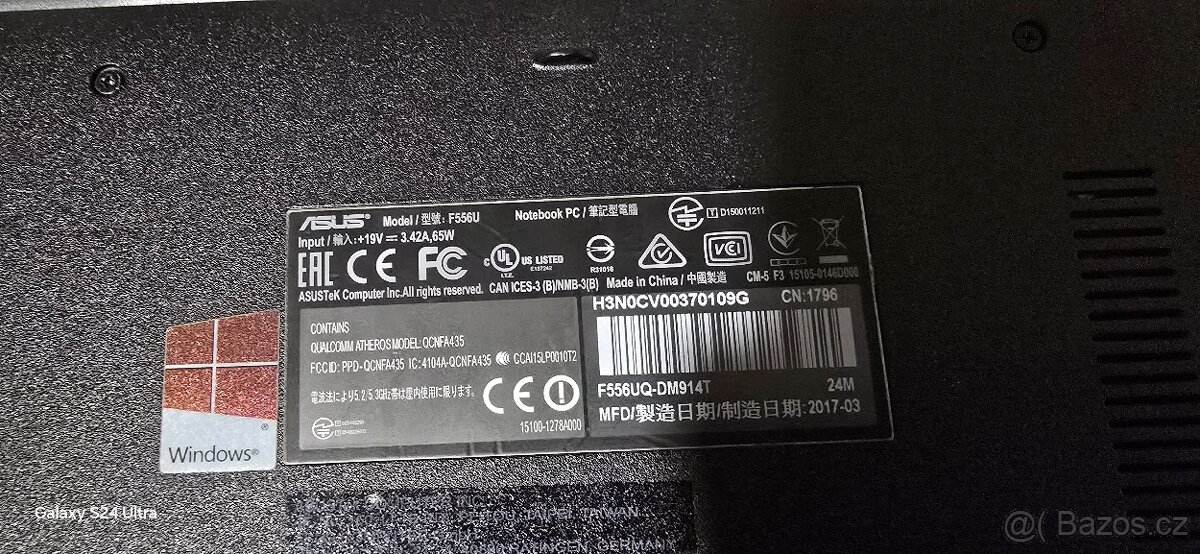 ASUS® Model / 型號: F556U Notebook PC / 筆記型電腦
D150011211
Input / 輸入: +19V ⎓ 3.42A,65W
EAC CE FC c UL US LISTED VCCI
I.T.E. E137242 R31018
ASUSTeK Computer Inc.All rights reserved. CAN ICES-3 (B)/NMB-3(B) Made in China / 中國製造 CM-5 F3 15105-0146D000
CONTAINS
QUALCOMM ATHEROS MODEL: QCNFA435
FCC ID: PPD-QCNFA435 IC: 4104A-QCNFA435 CCAI15LP0010T2
電波法により5.2, 5.3GHz帯は屋内使用に限ります。
CE
15100-1278A000
H3N0CV00370109G CN:1796
F556UQ-DM914T 24M
MFD/製造日期/制造日期: 2017-03
Windows®
TAIPEI, TAIWAN
RATINGEN, GERMANY
Galaxy S24 Ultra
@( Bazos.cz